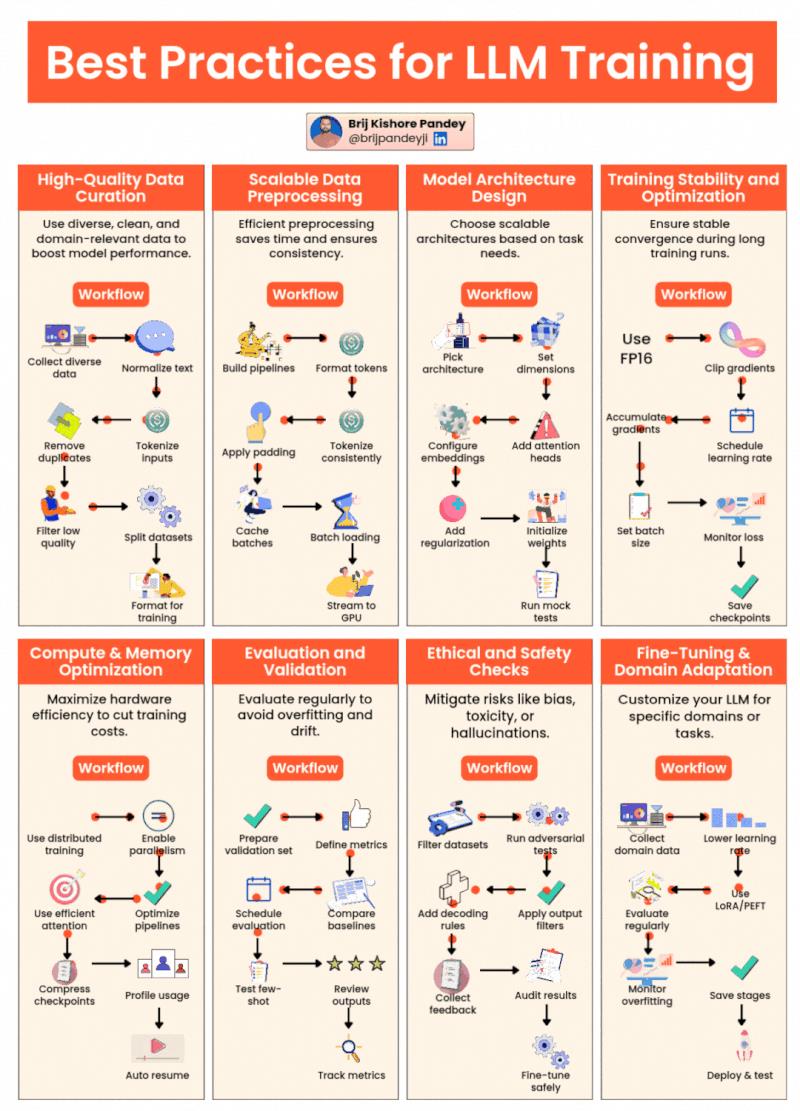 Best Practices for LLM Training
Brij Kishore Pandey
@brijpandeyji in
High-Quality Data
Curation
Use diverse, clean, and
domain-relevant data to
boost model performance.
Workflow
Collect diverse
data
Normalize text
Remove
duplicates
Tokenize
inputs
Filter low
quality
Split datasets
Format for
training
Scalable Data
Preprocessing
Efficient preprocessing
saves time and ensures
consistency.
Workflow
Build pipelines
Format tokens
Apply padding
Tokenize
consistently
Cache
batches
Batch loading
Stream to
GPU
Model Architecture
Design
Choose scalable
architectures based on task
needs.
Workflow
Pick
architecture
Set
dimensions
Configure
embeddings
Add attention
heads
Add
regularization
Initialize
weights
Run mock
tests
Training Stability and
Optimization
Ensure stable
convergence during long
training runs.
Workflow
Use
FP16
Clip gradients
Accumulate
gradients
Schedule
learning rate
Set batch
size
Monitor loss
Save
checkpoints
Compute & Memory
Optimization
Maximize hardware
efficiency to cut training
costs.
Workflow
Use distributed
training
Enable
parallelism
Use efficient
attention
Optimize
pipelines
Compress
checkpoints
Profile usage
Auto resume
Evaluation and
Validation
Evaluate regularly to
avoid overfitting and
drift.
Workflow
Prepare
validation set
Define metrics
Schedule
evaluation
Compare
baselines
Test few-
shot
Review
outputs
Track metrics
Ethical and Safety
Checks
Mitigate risks like bias,
toxicity, or
hallucinations.
Workflow
Filter datasets
Run adversarial
tests
Add decoding
rules
Apply output
filters
Collect
feedback
Audit results
Fine-tune
safely
Fine-Tuning &
Domain Adaptation
Customize your LLM for
specific domains or
tasks.
Workflow
Collect
domain data
Lower learning
rate
Evaluate
regularly
Use
LoRA/PEFT
Monitor
overfitting
Save stages
Deploy & test